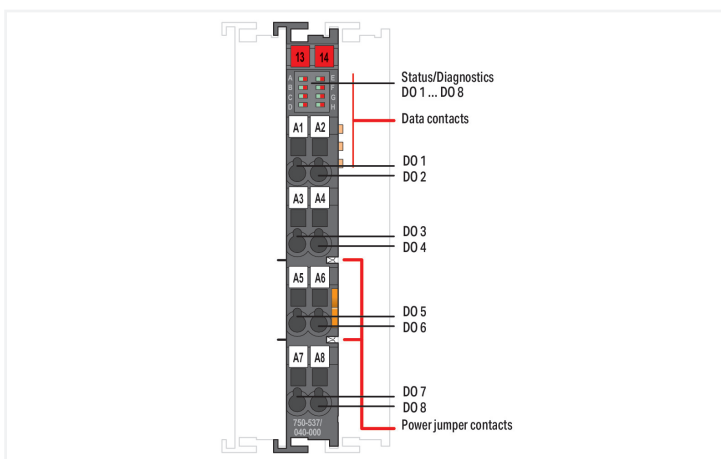 13 14
Status/Diagnostics
DO 1 ... DO 8
A E
B F
C G
D H
Data contacts
A1 A2
DO 1
DO 2
A3 A4
DO 3
DO 4
A5 A6
DO 5
DO 6
A7 A8
DO 7
DO 8
750-537/
040-000
Power jumper contacts